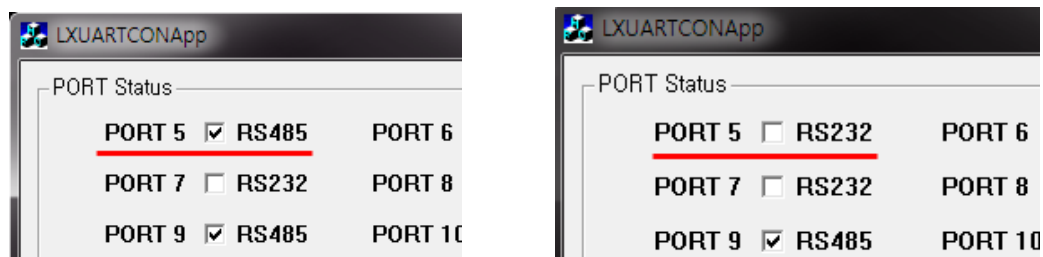 LXUARTCONApp
PORT Status
PORT 5 RS485 PORT 6
PORT 7 RS232 PORT 8
PORT 9 RS485 PORT 10
LXUARTCONApp
PORT Status
PORT 5 RS232 PORT 6
PORT 7 RS232 PORT 8
PORT 9 RS485 PORT 10